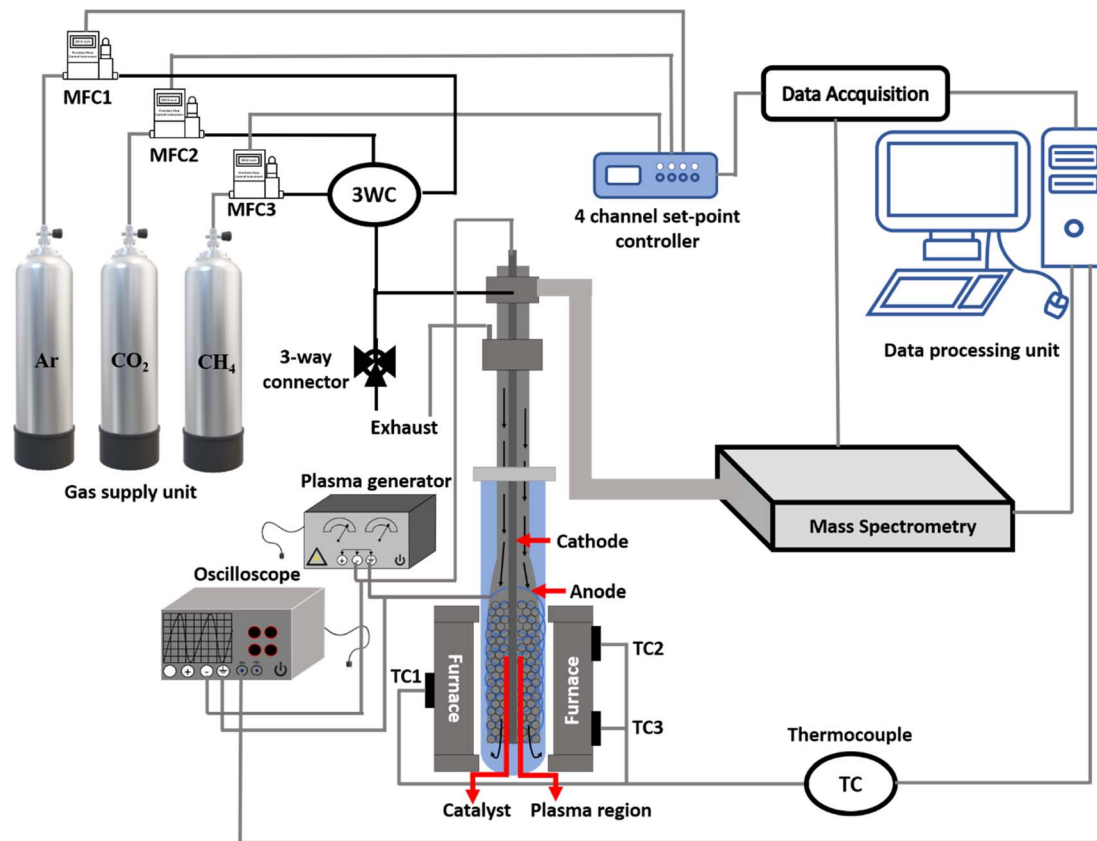 MFC1
MFC2
MFC3
3WC
Data Accquisition
4 channel set-point
controller
Ar
CO₂
CH₄
Gas supply unit
3-way
connector
Exhaust
Data processing unit
Plasma generator
Mass Spectrometry
Cathode
Anode
Oscilloscope
TC1
Furnace
Furnace
TC2
TC3
Thermocouple
TC
Catalyst
Plasma region